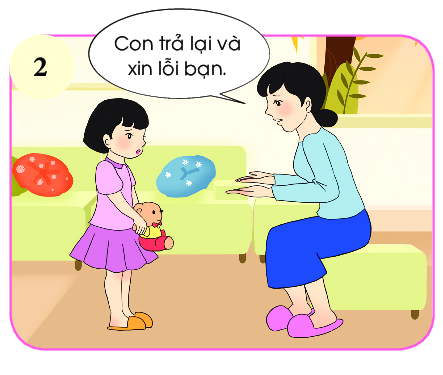 2
Con trả lại và
xin lỗi bạn.